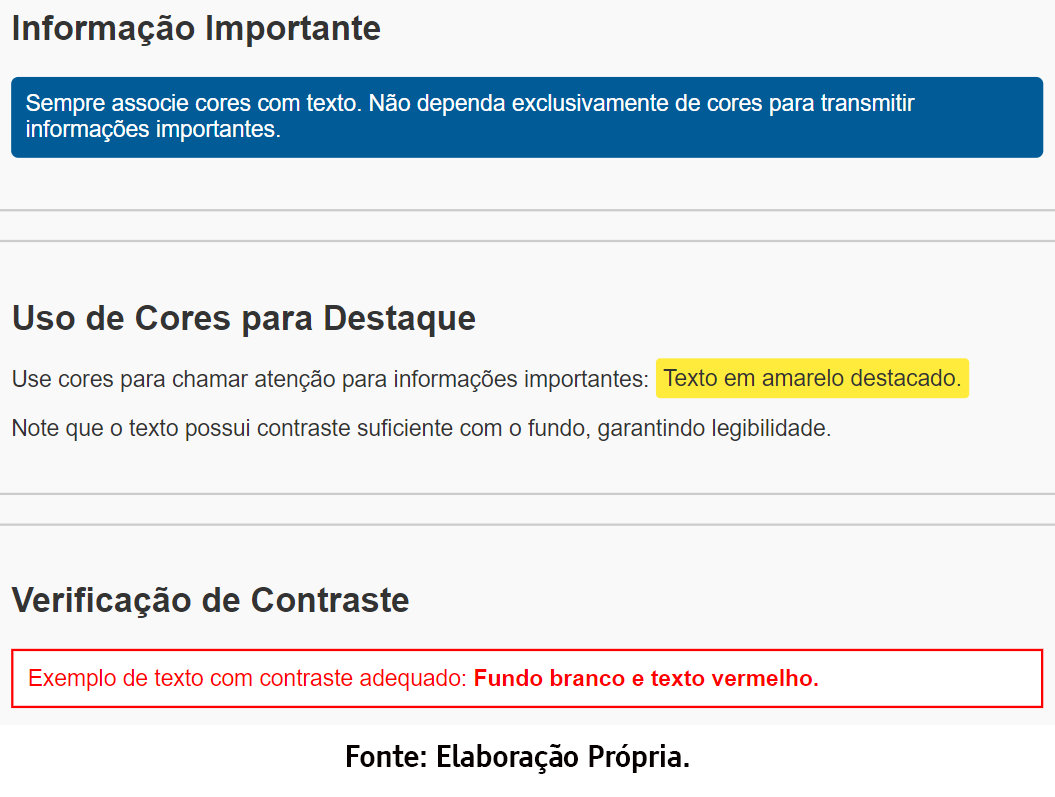 Informação Importante
Sempre associe cores com texto. Não dependa exclusivamente de cores para transmitir
informações importantes.
Uso de Cores para Destaque
Use cores para chamar atenção para informações importantes: Texto em amarelo destacado.
Note que o texto possui contraste suficiente com o fundo, garantindo legibilidade.
Verificação de Contraste
Exemplo de texto com contraste adequado: Fundo branco e texto vermelho.
Fonte: Elaboração Própria.